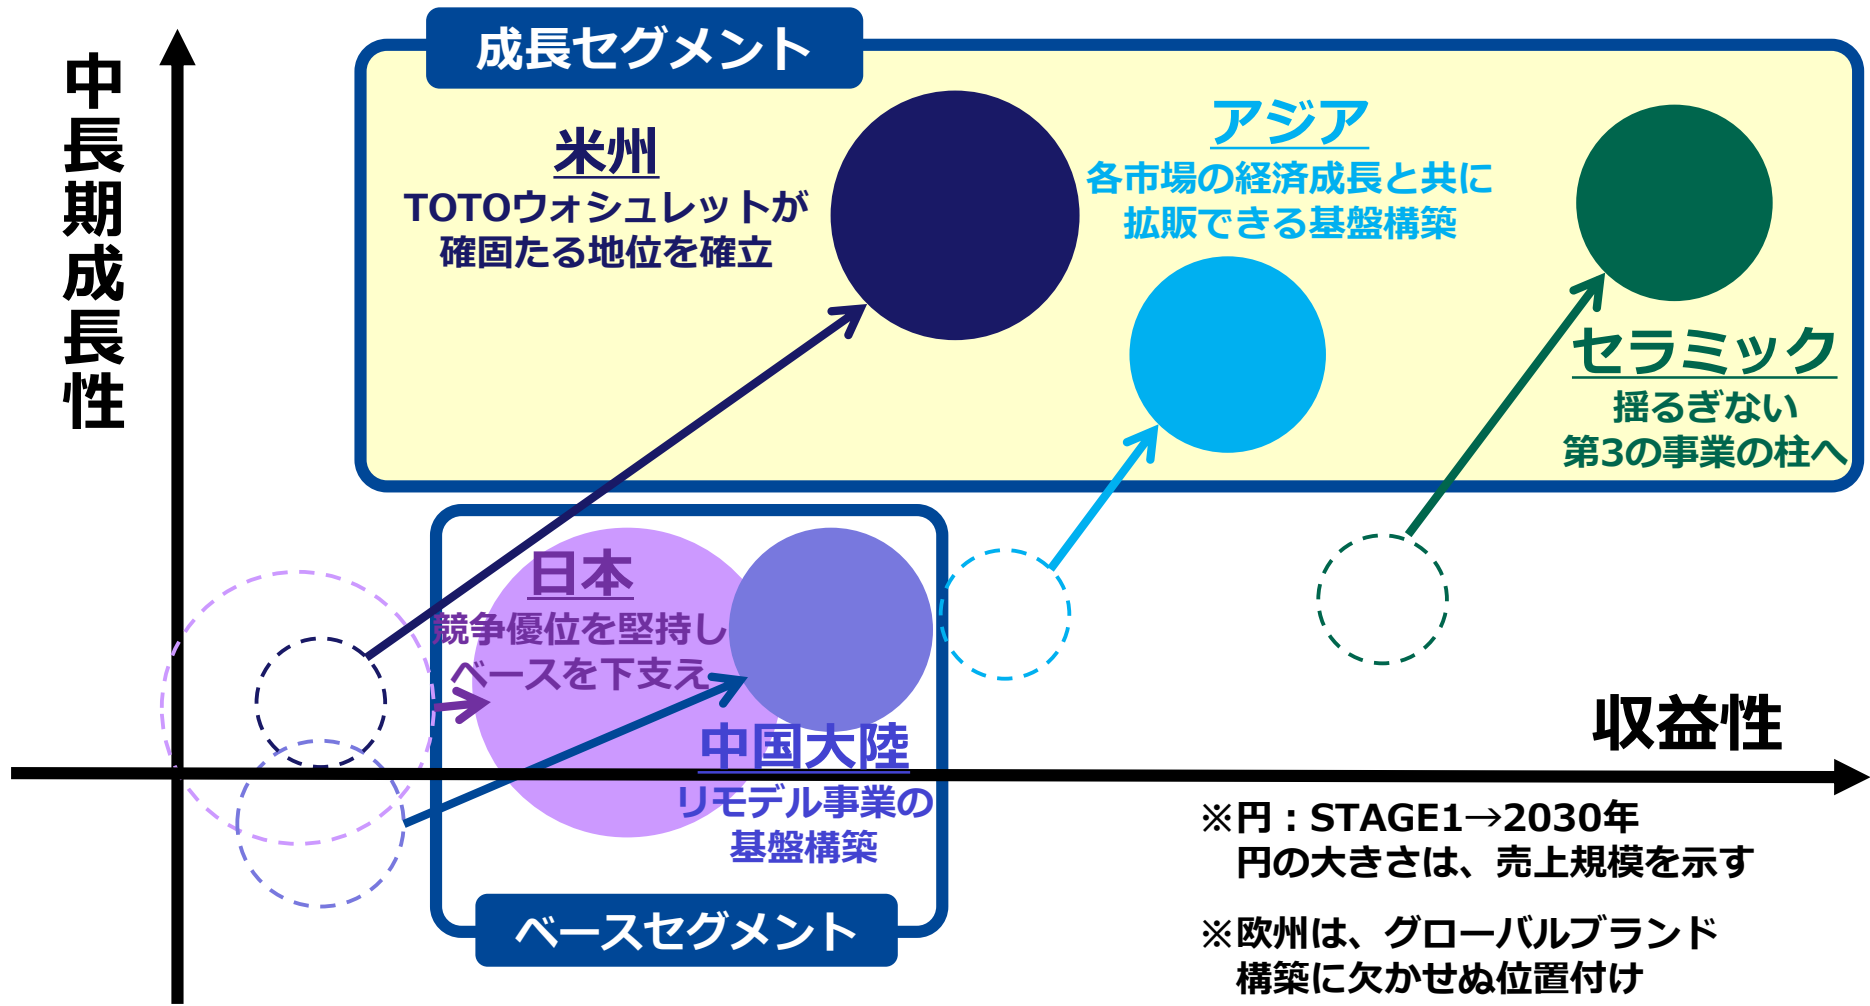 中長期成長性
成長セグメント
米州
TOTOウォシュレットが
確固たる地位を確立
アジア
各市場の経済成長と共に
拡販できる基盤構築
セラミック
揺るぎない
第3の事業の柱へ
日本
競争優位を堅持し
ベースを下支え
中国大陸
リモデル事業の
基盤構築
ベースセグメント
収益性
※円：STAGE1→2030年
円の大きさは、売上規模を示す
※欧州は、グローバルブランド
構築に欠かせぬ位置付け